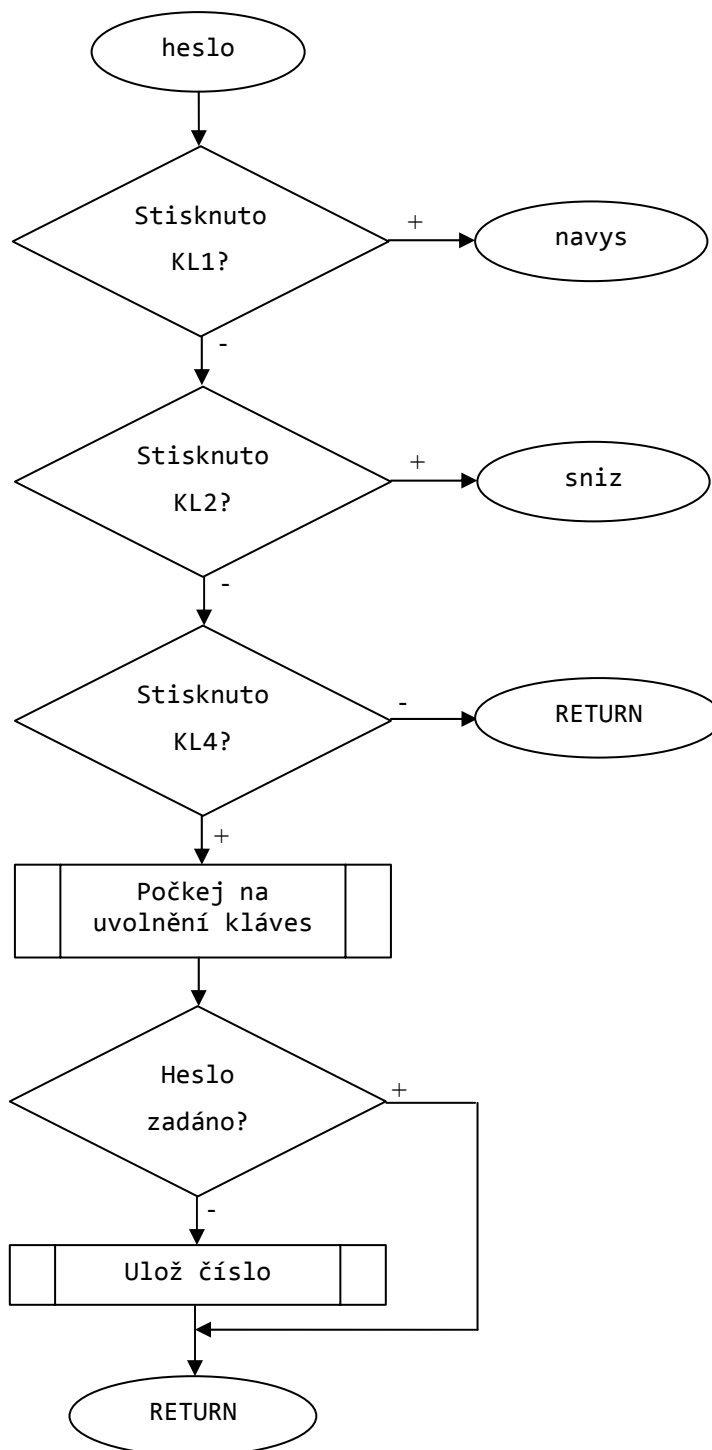 heslo
Stisknuto
KL1?
+
navys
-
Stisknuto
KL2?
+
sniz
-
Stisknuto
KL4?
-
RETURN
+
Počkej na
uvolnění kláves
Heslo
zadáno?
+
-
Ulož číslo
RETURN